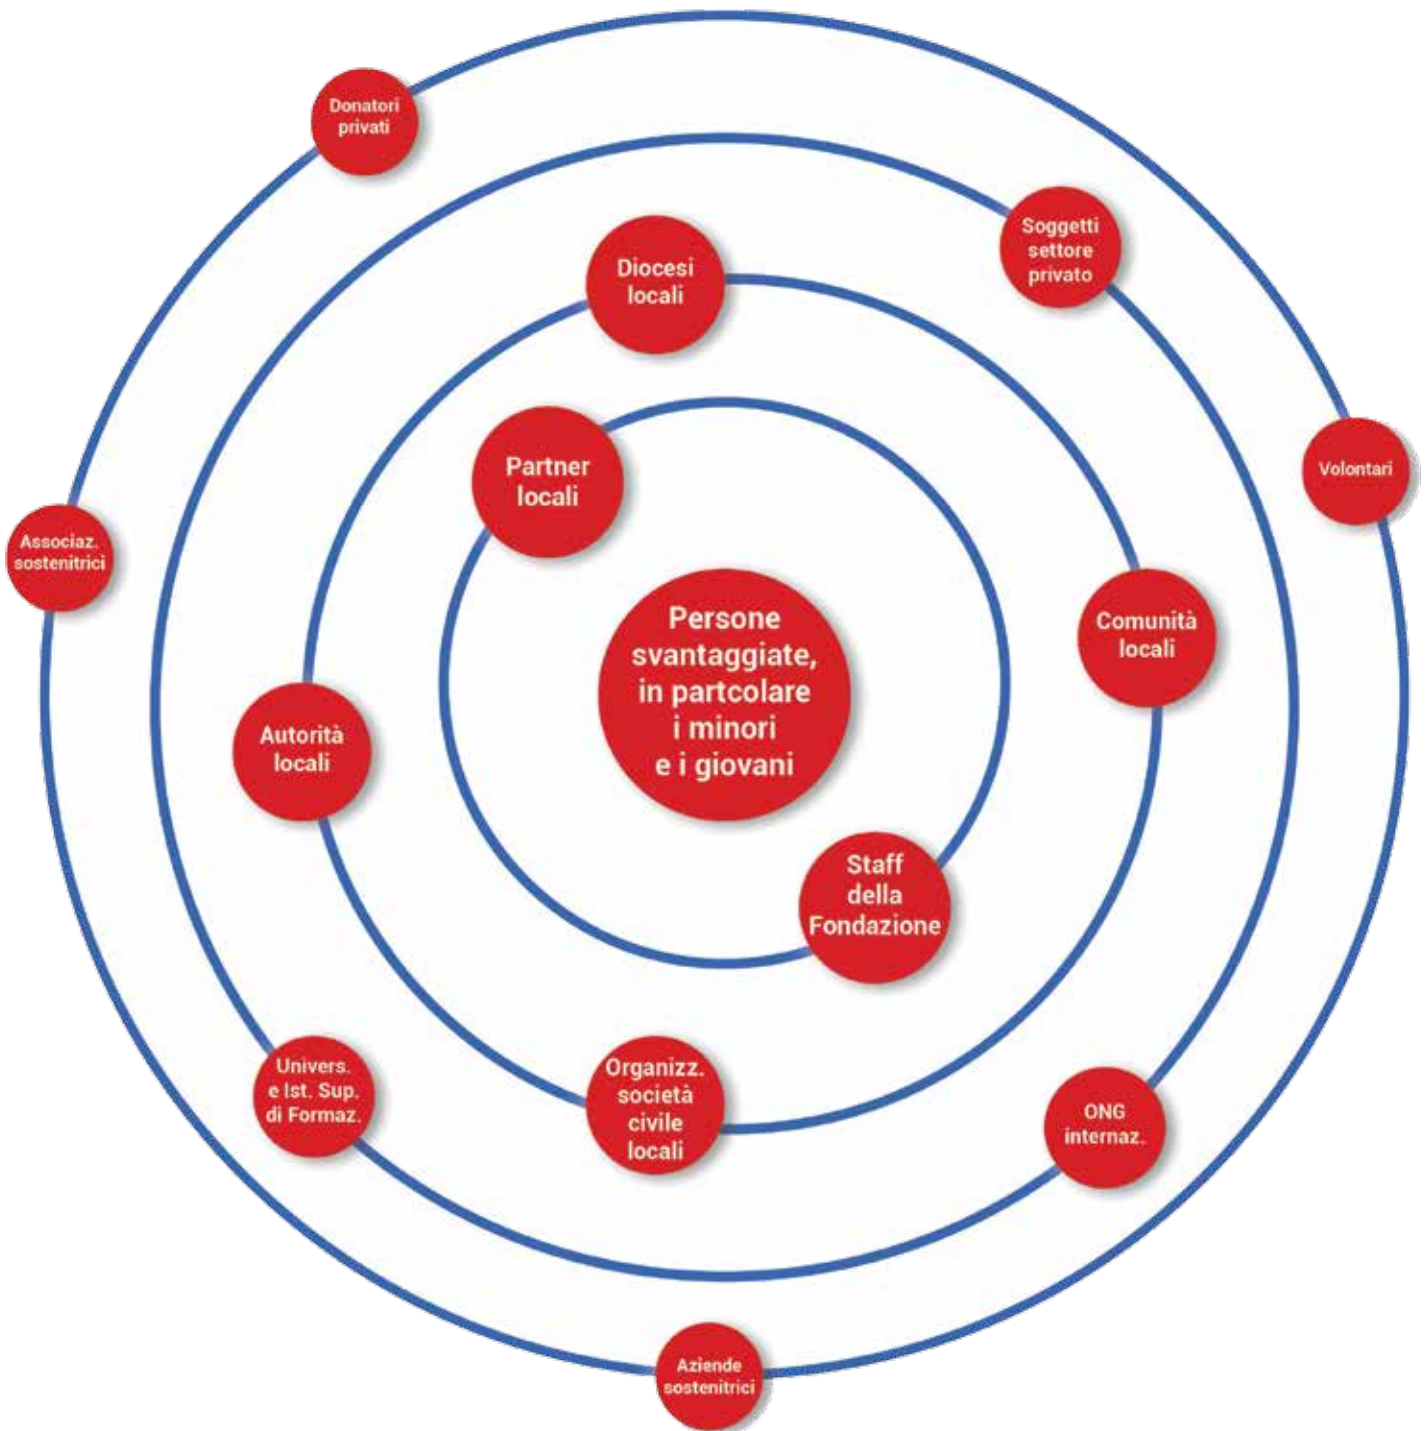 Donatori
privati
Soggetti
settore
privato
Diocesi
locali
Partner
locali
Volontari
Associaz.
sostenitrici
Persone
svantaggiate,
in partcolare
i minori
e i giovani
Comunità
locali
Autorità
locali
Staff
della
Fondazione
Univers.
e Ist. Sup.
di Formaz.
Organizz.
società
civile
locali
ONG
internaz.
Aziende
sostenitrici